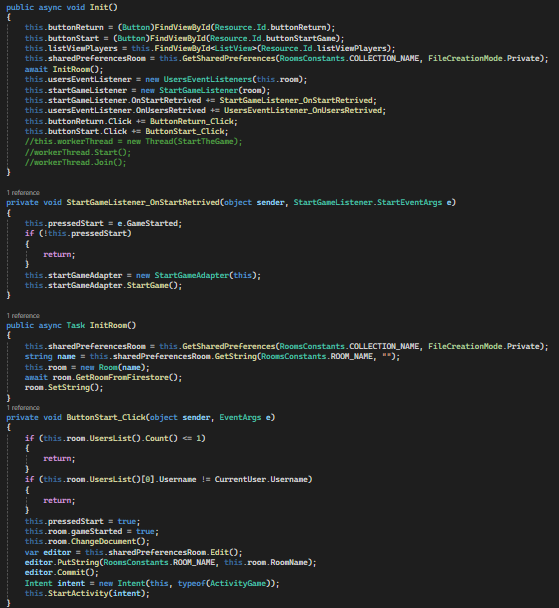 public async void Init()
{
    this.buttonReturn = (Button)FindViewById(Resource.Id.buttonReturn);
    this.buttonStart = (Button)FindViewById(Resource.Id.buttonStartGame);
    this.listViewPlayers = this.FindViewById<ListView>(Resource.Id.listViewPlayers);
    this.sharedPreferencesRoom = this.GetSharedPreferences(RoomsConstants.COLLECTION_NAME, FileCreationMode.Private);
    await InitRoom();
    this.usersEventListener = new UsersEventListeners(this.room);
    this.startGameListener = new StartGameListener(room);
    this.startGameListener.OnStartRetrived += StartGameListener_OnStartRetrived;
    this.usersEventListener.OnUsersRetrived += UsersEventListener_OnUsersRetrived;
    this.buttonReturn.Click += ButtonReturn_Click;
    this.buttonStart.Click += ButtonStart_Click;
    //this.workerThread = new Thread(StartTheGame);
    //workerThread.Start();
    //workerThread.Join();
}
1 reference
private void StartGameListener_OnStartRetrived(object sender, StartGameListener.StartEventArgs e)
{
    this.pressedStart = e.GameStarted;
    if (!this.pressedStart)
    {
        return;
    }
    this.startGameAdapter = new StartGameAdapter(this);
    this.startGameAdapter.StartGame();
}
1 reference
public async Task InitRoom()
{
    this.sharedPreferencesRoom = this.GetSharedPreferences(RoomsConstants.COLLECTION_NAME, FileCreationMode.Private);
    string name = this.sharedPreferencesRoom.GetString(RoomsConstants.ROOM_NAME, "");
    this.room = new Room(name);
    await room.GetRoomFromFirestore();
    room.SetString();
}
1 reference
private void ButtonStart_Click(object sender, EventArgs e)
{
    if (this.room.UsersList().Count() <= 1)
    {
        return;
    }
    if (this.room.UsersList()[0].Username != CurrentUser.Username)
    {
        return;
    }
    this.pressedStart = true;
    this.room.gameStarted = true;
    this.room.ChangeDocument();
    var editor = this.sharedPreferencesRoom.Edit();
    editor.PutString(RoomsConstants.ROOM_NAME, this.room.RoomName);
    editor.Commit();
    Intent intent = new Intent(this, typeof(ActivityGame));
    this.StartActivity(intent);
}